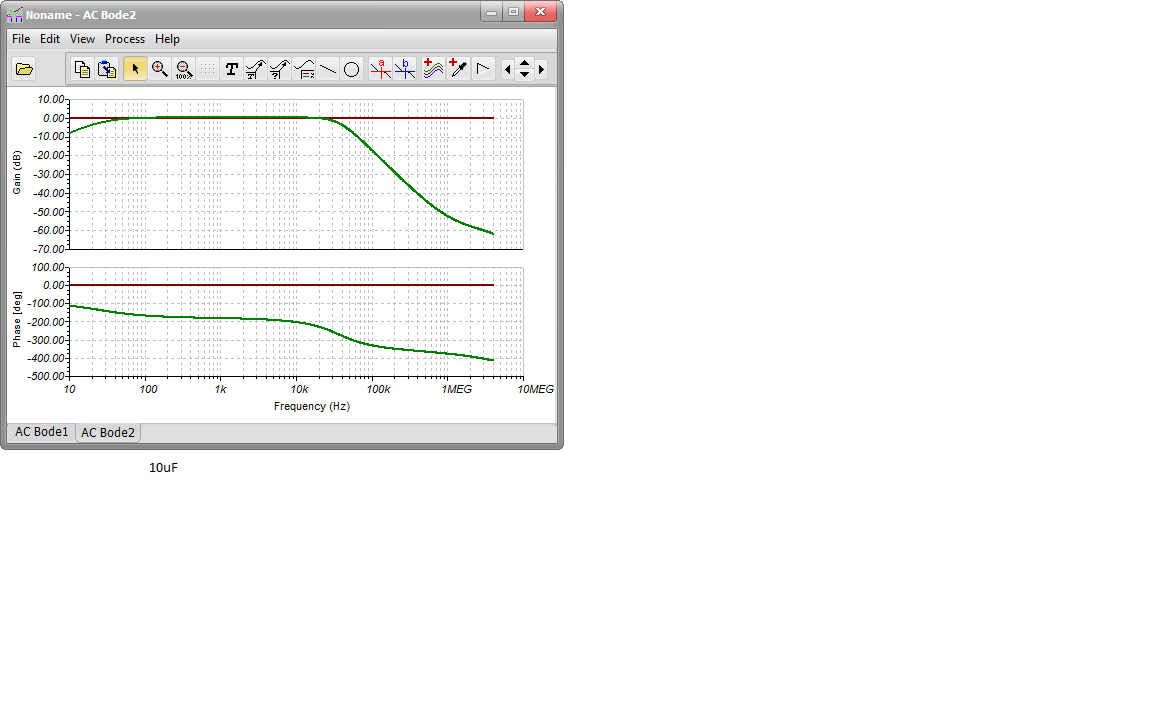 Noname - AC Bode2
File Edit View Process Help
T 100% ? a b
10.00
0.00
-10.00
-20.00
-30.00
-40.00
-50.00
-60.00
-70.00
Gain (dB)
100.00
0.00
-100.00
-200.00
-300.00
-400.00
-500.00
Phase [deg]
10 100 1k 10k 100k 1MEG 10MEG
Frequency (Hz)
AC Bode1 AC Bode2
10uF